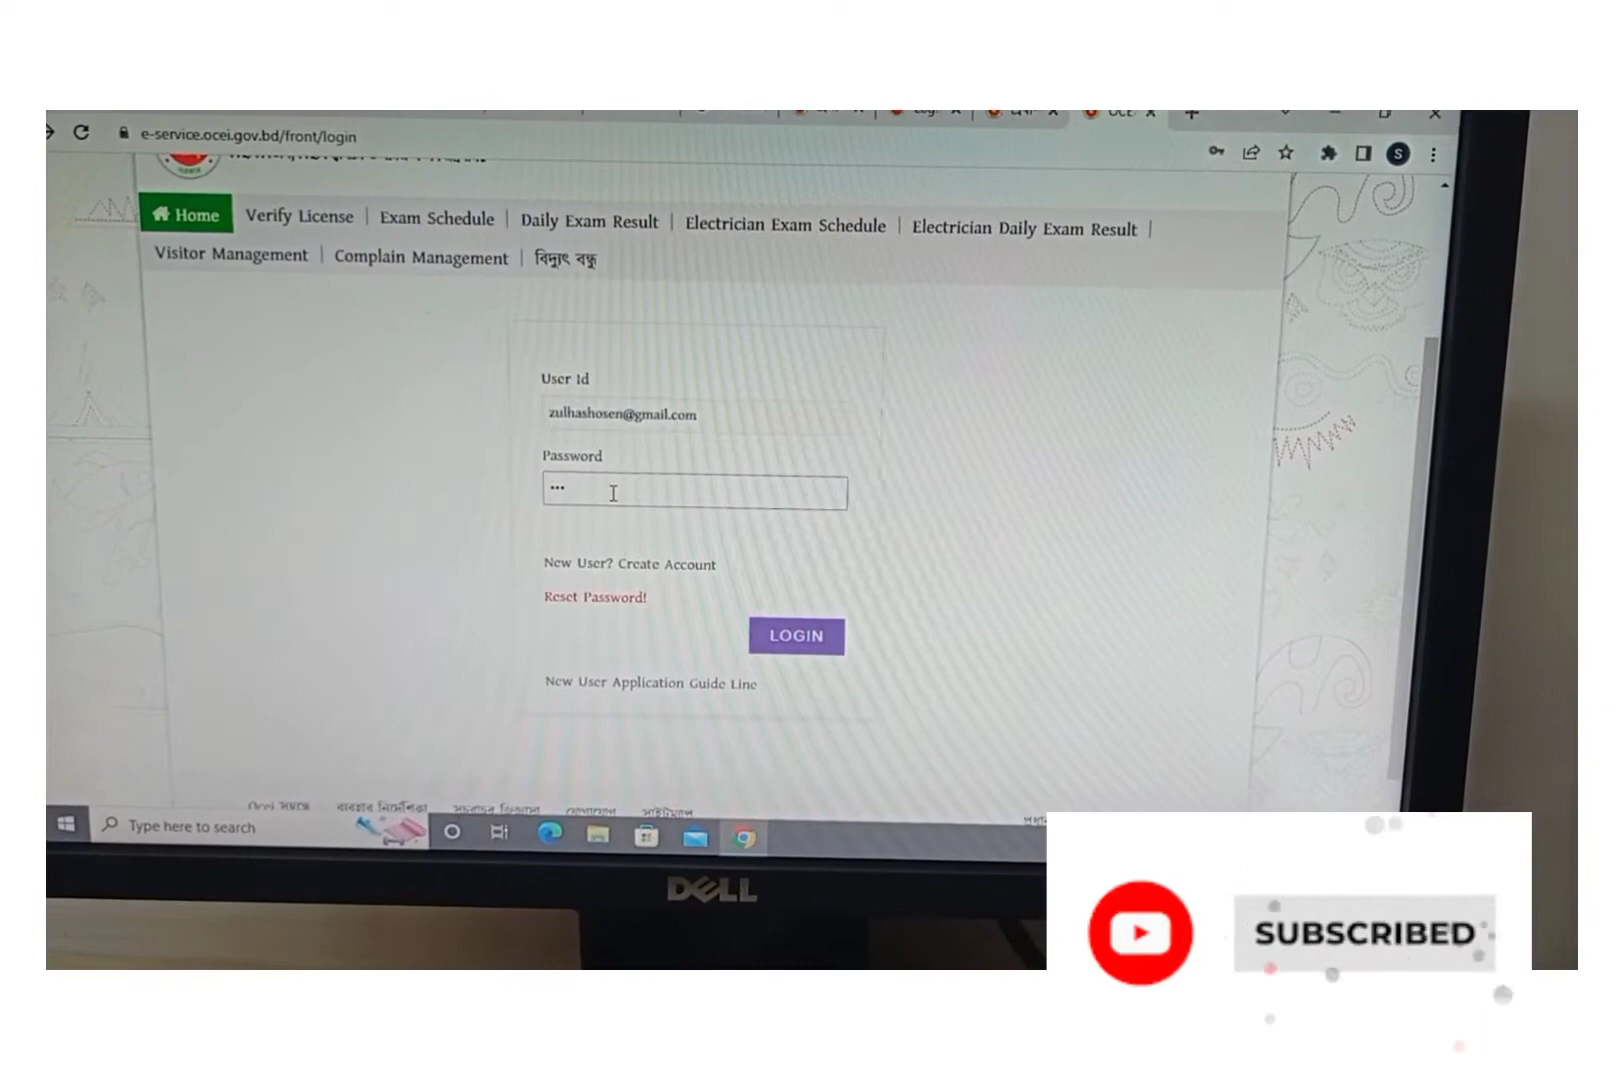 e-service.ocei.gov.bd/front/login
S
Home Verify License | Exam Schedule | Daily Exam Result | Electrician Exam Schedule | Electrician Daily Exam Result |
Visitor Management | Complain Management | বিদ্যুৎ বন্ধু
User Id
zulhashosen@gmail.com
Password
New User? Create Account
Reset Password!
LOGIN
New User Application Guide Line
Type here to search
DELL
SUBSCRIBED